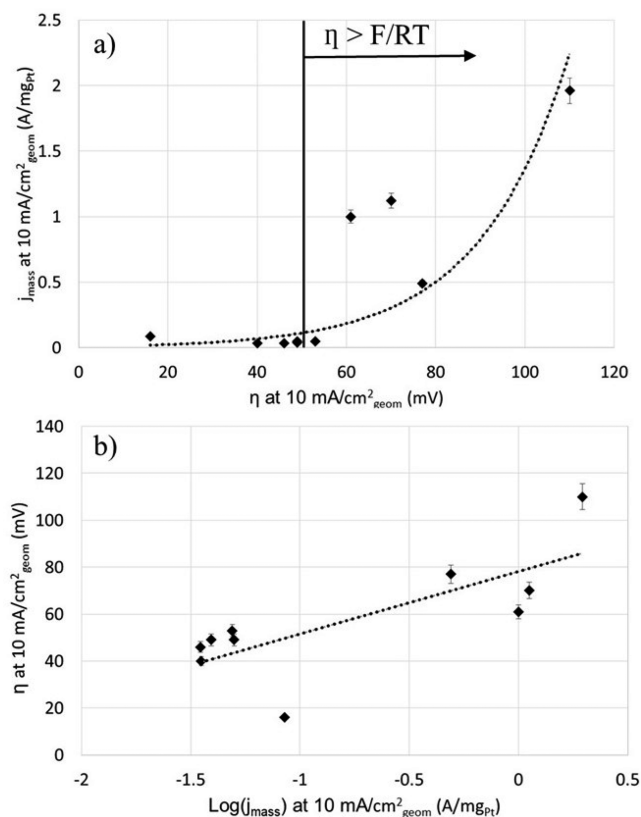 a)
η > F/RT
j_mass at 10 mA/cm²_geom (A/mg_Pt)
2.5
2
1.5
1
0.5
0
0 20 40 60 80 100 120
η at 10 mA/cm²_geom (mV)
b)
η at 10 mA/cm²_geom (mV)
140
120
100
80
60
40
20
0
-2 -1.5 -1 -0.5 0 0.5
Log(j_mass) at 10 mA/cm²_geom (A/mg_Pt)